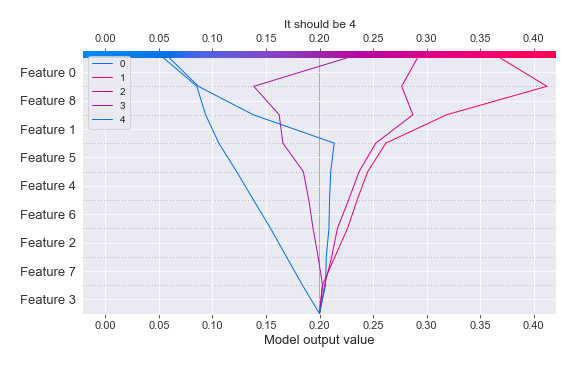 It should be 4
0.00 0.05 0.10 0.15 0.20 0.25 0.30 0.35 0.40
0
1
2
3
4
Feature 0
Feature 8
Feature 1
Feature 5
Feature 4
Feature 6
Feature 2
Feature 7
Feature 3
0.00 0.05 0.10 0.15 0.20 0.25 0.30 0.35 0.40
Model output value